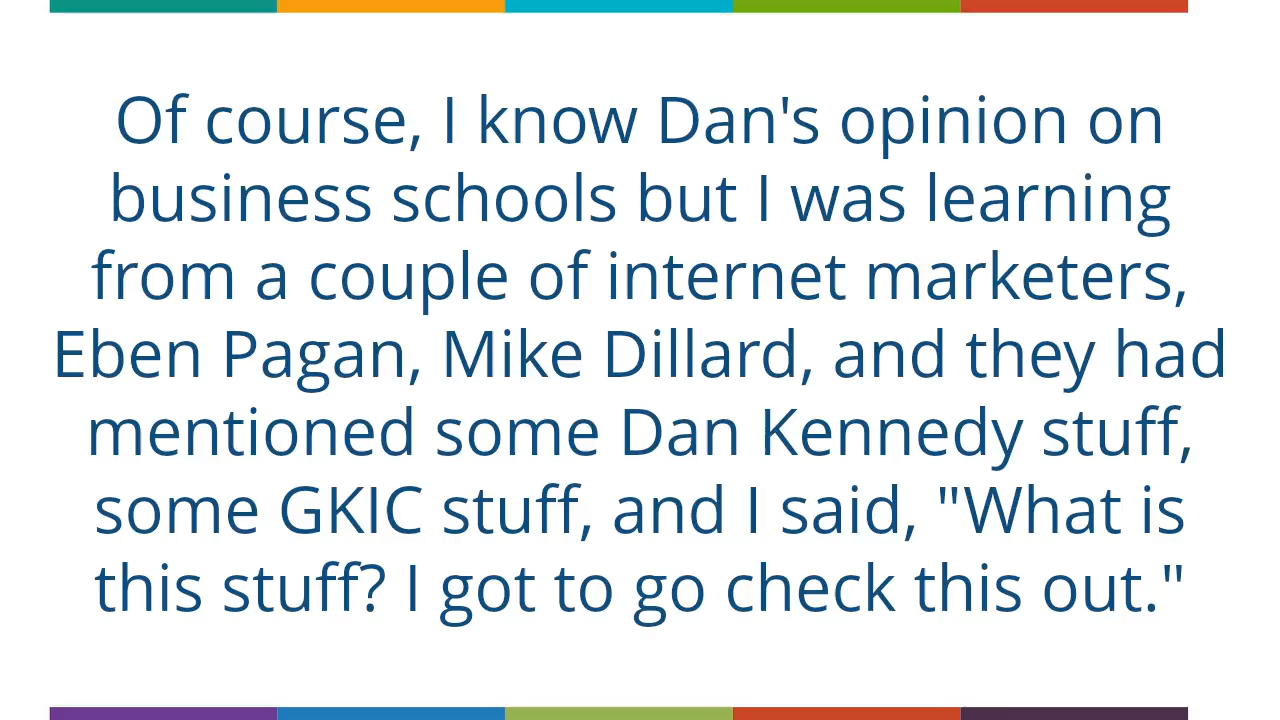 Of course, I know Dan's opinion on
business schools but I was learning
from a couple of internet marketers,
Eben Pagan, Mike Dillard, and they had
mentioned some Dan Kennedy stuff,
some GKIC stuff, and I said, "What is
this stuff? I got to go check this out."